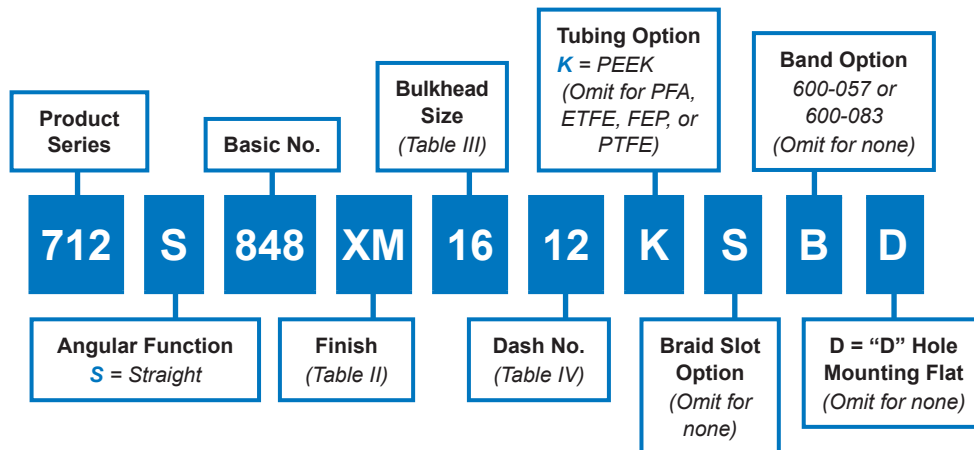 Product
Series
Basic No.
Bulkhead
Size
(Table III)
Tubing Option
K = PEEK
(Omit for PFA,
ETFE, FEP, or
PTFE)
Band Option
600-057 or
600-083
(Omit for none)
712 S 848 XM 16 12 K S B D
Angular Function
S = Straight
Finish
(Table II)
Dash No.
(Table IV)
Braid Slot
Option
(Omit for
none)
D = “D” Hole
Mounting Flat
(Omit for none)